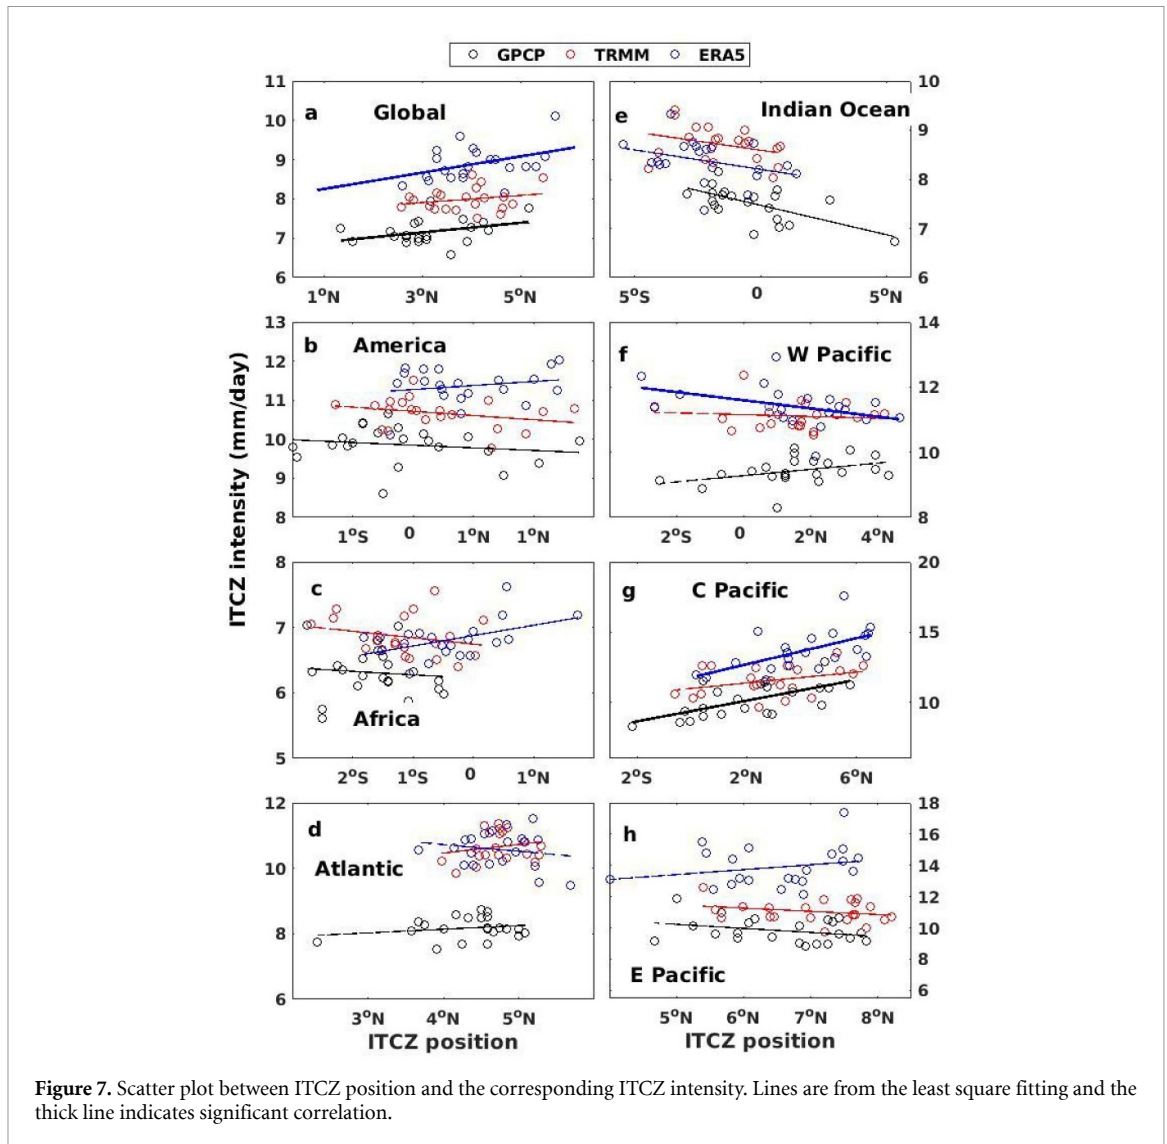 GPCP TRMM ERA5
a Global
11
10
9
8
7
6
1°N 3°N 5°N
e Indian Ocean
10
9
8
7
6
5°S 0 5°N
b America
13
12
11
10
9
8
1°S 0 1°N 1°N
f W Pacific
14
12
10
8
2°S 0 2°N 4°N
ITCZ intensity (mm/day)
c Africa
8
7
6
5
2°S 1°S 0 1°N
g C Pacific
20
15
10
2°S 2°N 6°N
d Atlantic
12
10
8
6
3°N 4°N 5°N
ITCZ position
h E Pacific
18
16
14
12
10
8
6
5°N 6°N 7°N 8°N
ITCZ position
Figure 7. Scatter plot between ITCZ position and the corresponding ITCZ intensity. Lines are from the least square fitting and the
thick line indicates significant correlation.